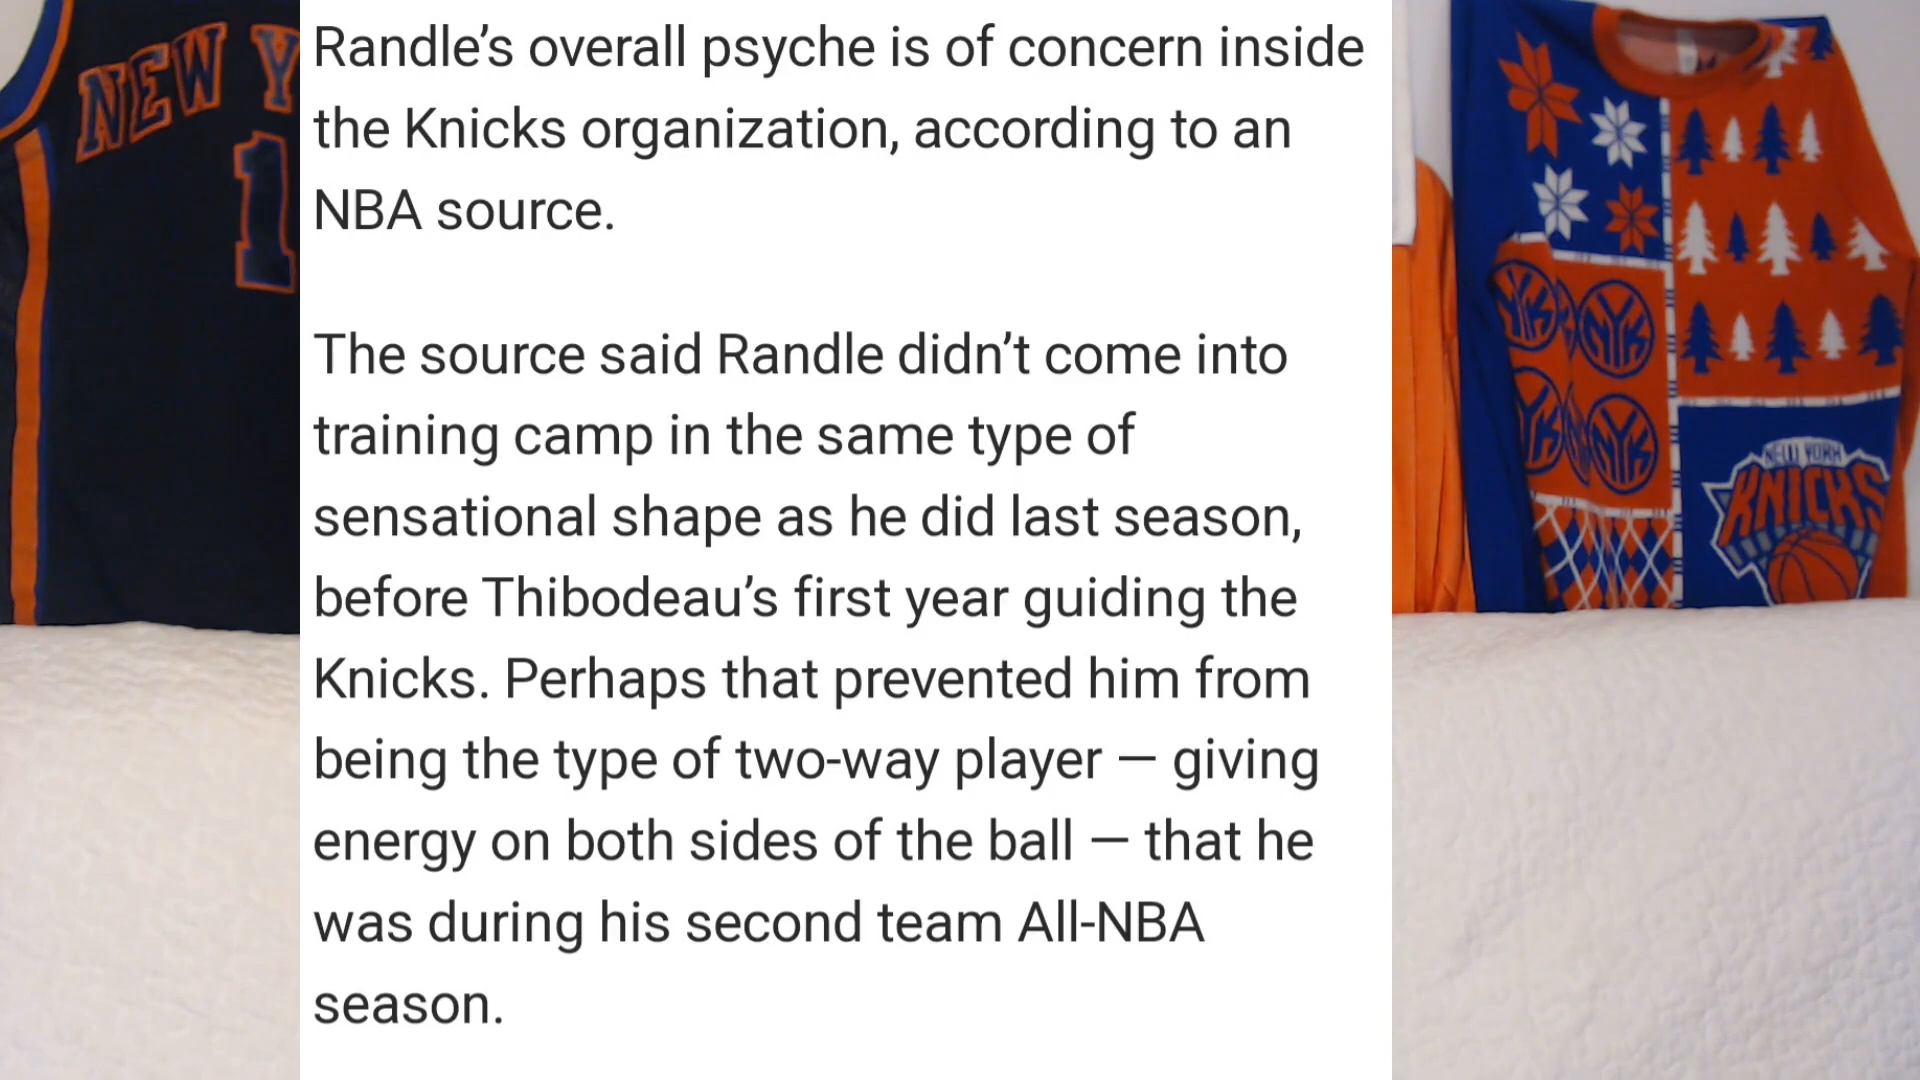 NEW Y
1
Randle’s overall psyche is of concern inside
the Knicks organization, according to an
NBA source.
The source said Randle didn’t come into
training camp in the same type of
sensational shape as he did last season,
before Thibodeau’s first year guiding the
Knicks. Perhaps that prevented him from
being the type of two-way player — giving
energy on both sides of the ball — that he
was during his second team All-NBA
season.
NYK NYK
NYK NYK
NEW YORK
KNICKS